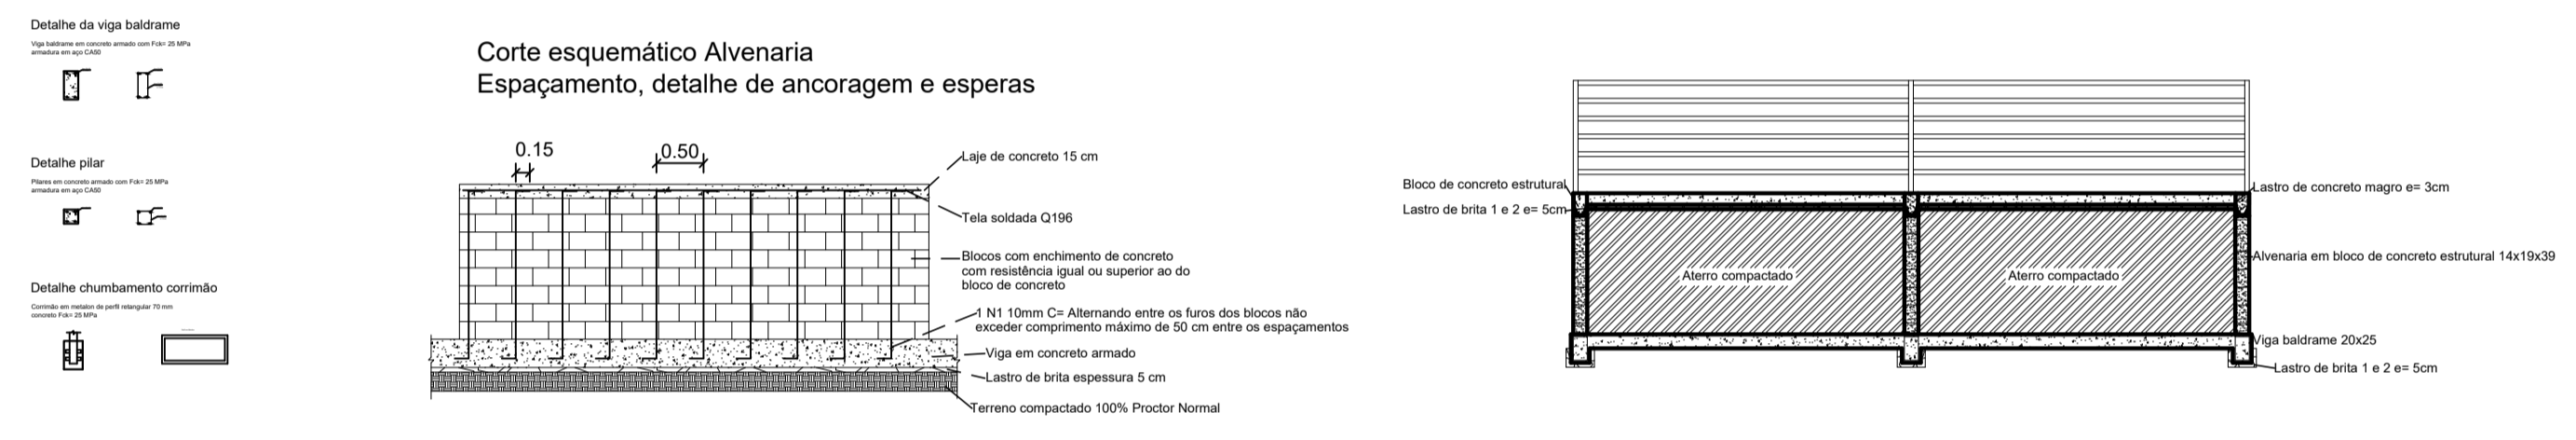 Detalhe da viga baldrame
Viga baldrame em concreto armado com Fck= 25 MPa
armadura em aço CA50
Detalhe pilar
Pilares em concreto armado com Fck= 25 MPa
armadura em aço CA50
Detalhe chumbamento corrimão
Corrimão em metalon de perfil retangular 70 mm
concreto Fck= 25 MPa
Corte esquemático Alvenaria
Espaçamento, detalhe de ancoragem e esperas
0.15
0.50
Laje de concreto 15 cm
Tela soldada Q196
Blocos com enchimento de concreto
com resistência igual ou superior ao do
bloco de concreto
1 N1 10mm C= Alternando entre os furos dos blocos não
exceder comprimento máximo de 50 cm entre os espaçamentos
Viga em concreto armado
Lastro de brita espessura 5 cm
Terreno compactado 100% Proctor Normal
Bloco de concreto estrutural
Lastro de brita 1 e 2 e= 5cm
Lastro de concreto magro e= 3cm
Aterro compactado
Aterro compactado
Alvenaria em bloco de concreto estrutural 14x19x39
Viga baldrame 20x25
Lastro de brita 1 e 2 e= 5cm